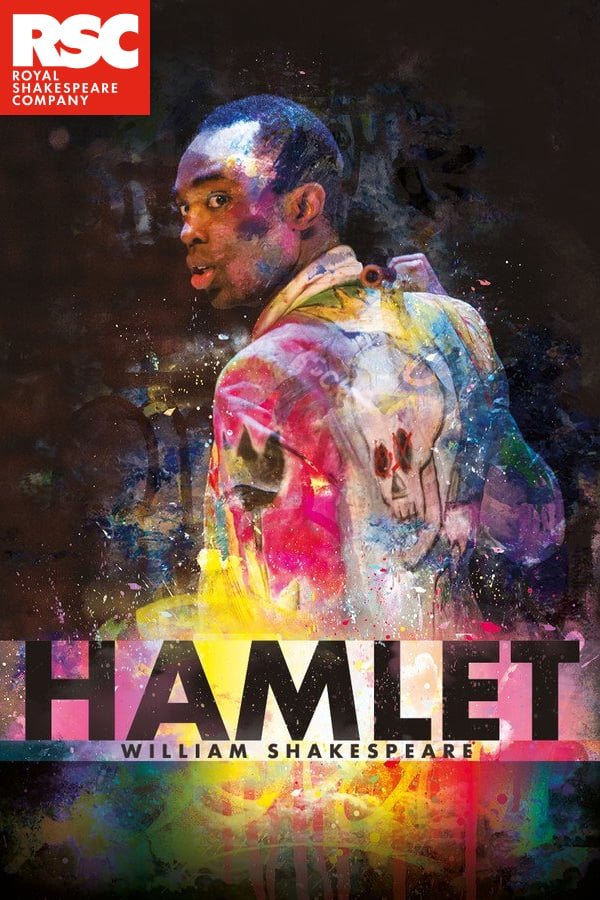 RSC
ROYAL
SHAKESPEARE
COMPANY
HAMLET
WILLIAM SHAKESPEARE